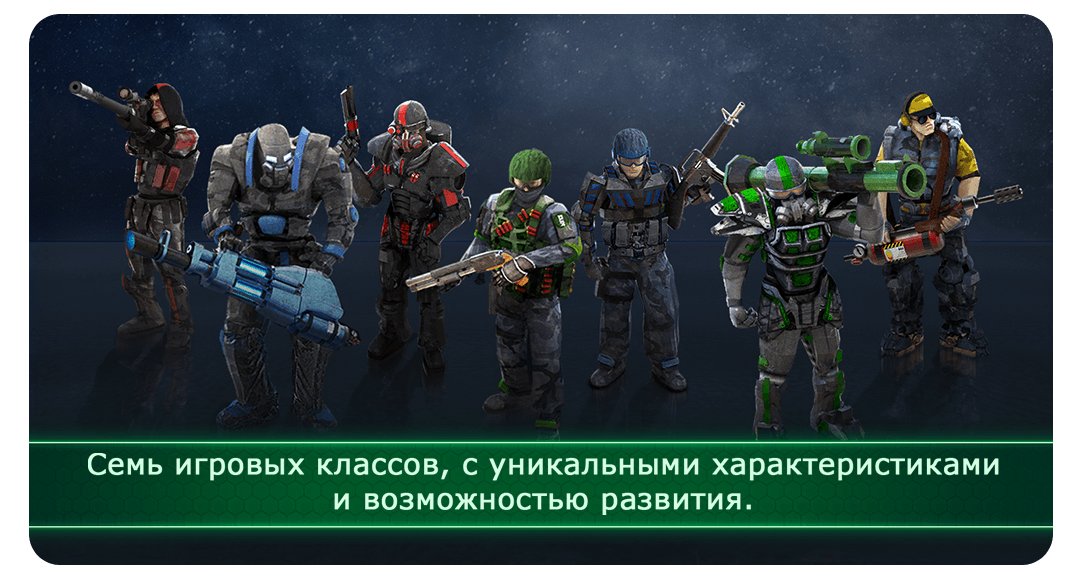 Семь игровых классов, с уникальными характеристиками
и возможностью развития.